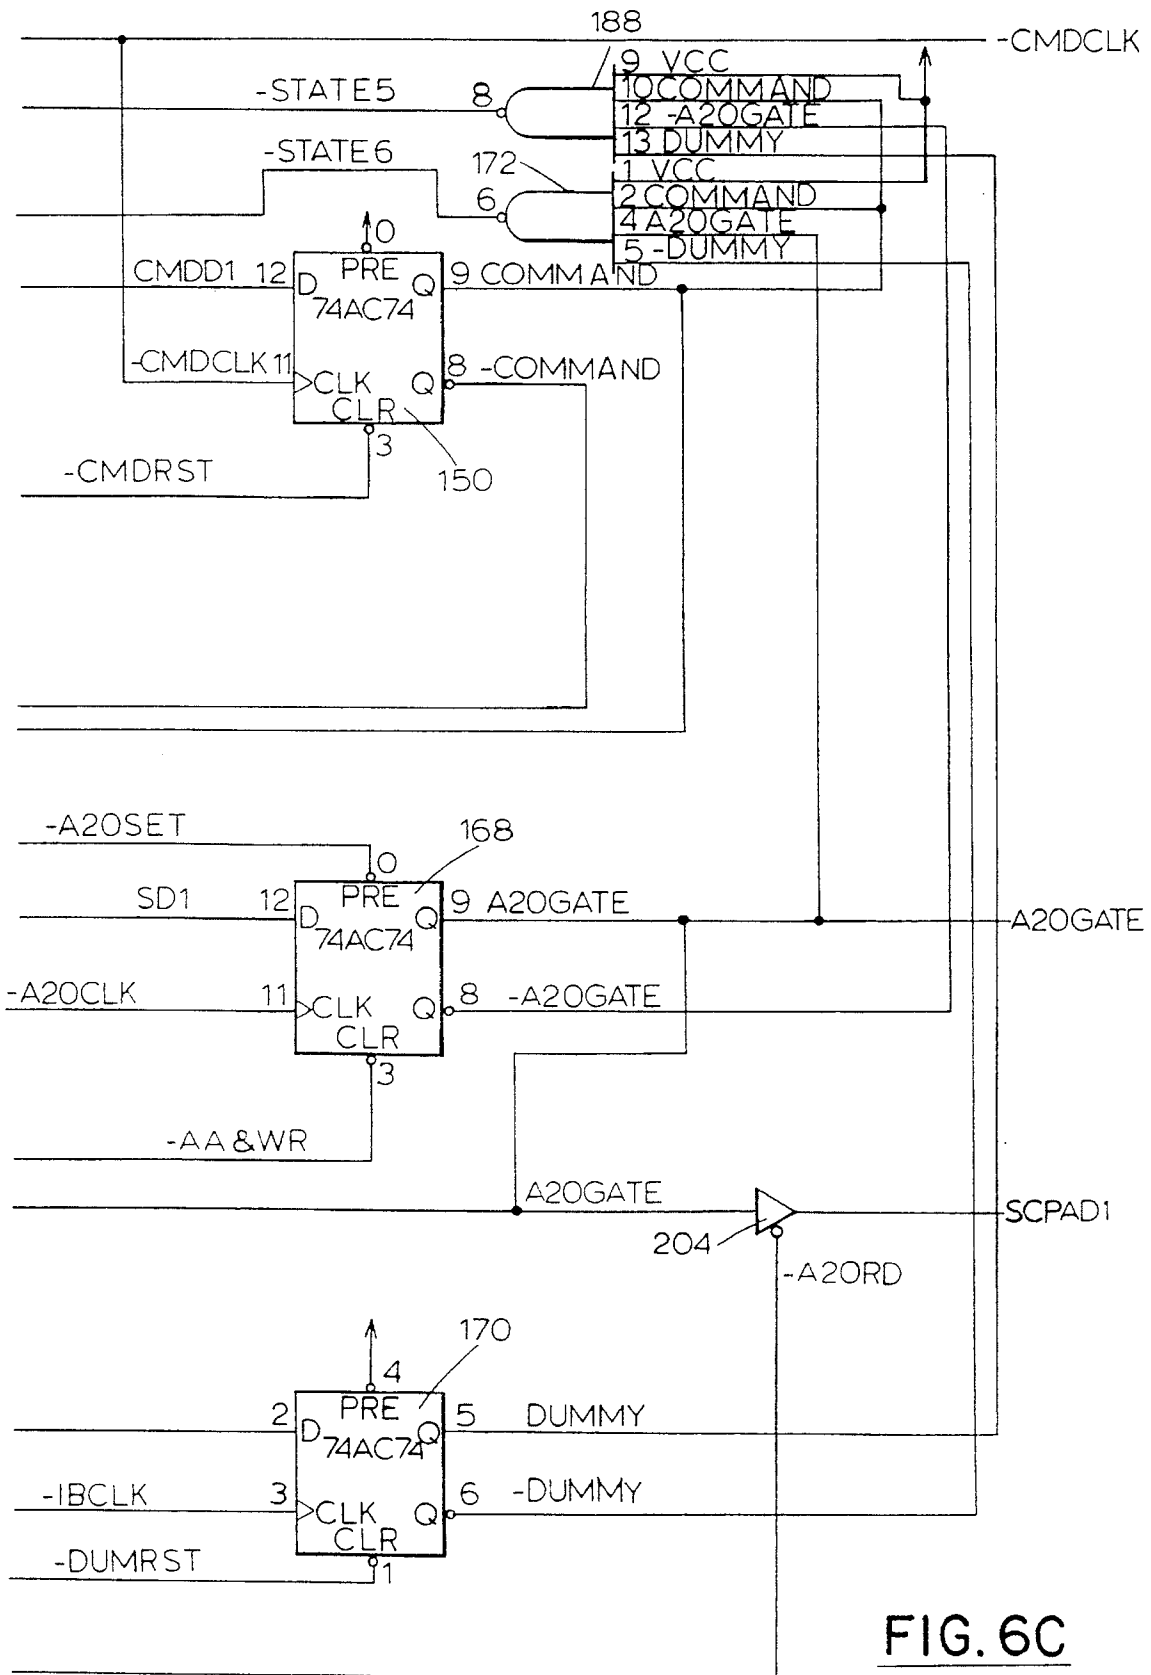 188
-CMDCLK
9 VCC
-STATE5
8
10 COMMAND
12 -A20GATE
13 DUMMY
-STATE6
172
1 VCC
6
2 COMMAND
4 A20GATE
5 -DUMMY
0
CMDD1
12
PRE
D
Q
9 COMMAND
74AC74
-CMDCLK
11
CLK
Q
8 -COMMAND
CLR
3
-CMDRST
150
-A20SET
168
0
SD1
12
PRE
D
Q
9 A20GATE
A20GATE
74AC74
-A20CLK
11
CLK
Q
8 -A20GATE
CLR
3
-AA&WR
A20GATE
SCPAD1
204
-A20RD
170
4
2
PRE
D
Q
5 DUMMY
74AC74
-IBCLK
3
CLK
Q
6 -DUMMY
CLR
-DUMRST
1
FIG. 6C